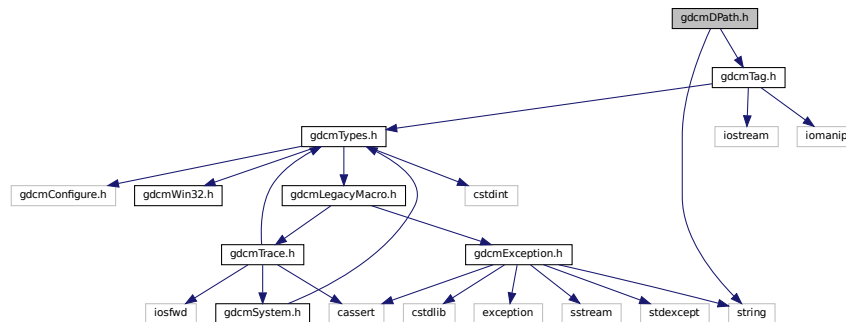 gdcmDPath.h
gdcmTag.h
gdcmTypes.h
iostream
iomanip
gdcmConfigure.h
gdcmWin32.h
gdcmLegacyMacro.h
cstdint
gdcmTrace.h
gdcmException.h
iosfwd
gdcmSystem.h
cassert
cstdlib
exception
sstream
stdexcept
string